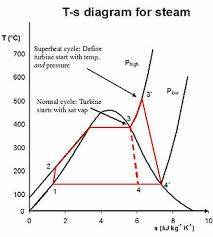 T-s diagram for steam
T (°C)
Superheat cycle: Define
turbine start with temp.
and pressure
Normal cycle: Turbine
starts with sat vap
Phigh
Plow
700
600
500
400
300
200
100
0
3'
3
2
1
4
4'
0
2
4
6
8
10
s (kJ kg⁻¹ K⁻¹)